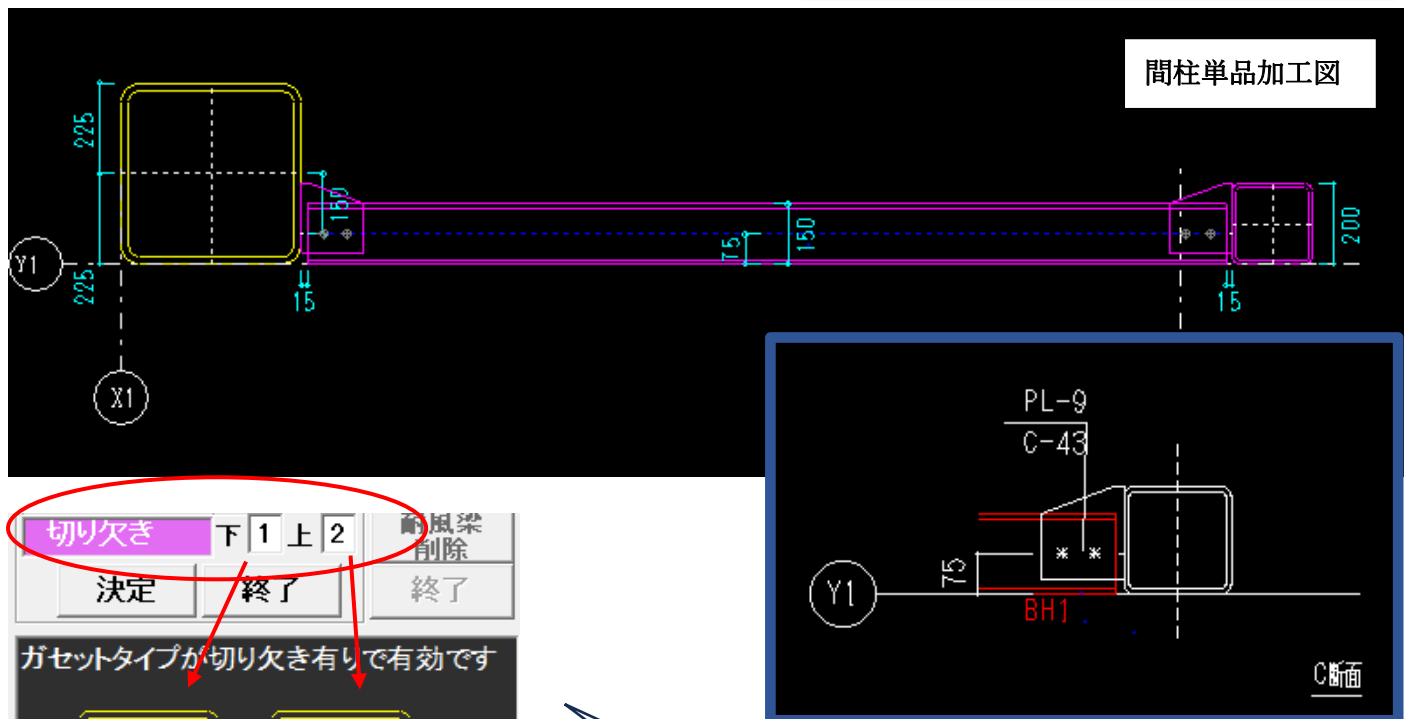 間柱単品加工図
225
225
150
75
150
200
15
15
Y1
X1
PL-9
C-43
75
Y1
BH1
C断面
切り欠き 下 1 上 2
耐風梁
削除
決定 終了 終了
ガセットタイプが切り欠き有りで有効です